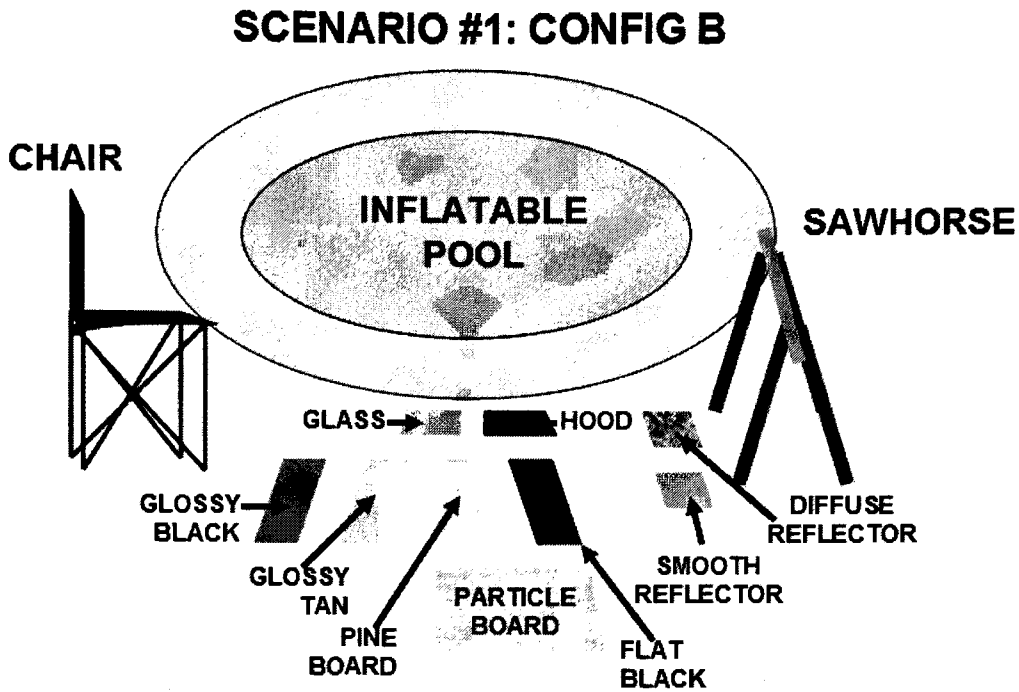 SCENARIO #1: CONFIG B
CHAIR
INFLATABLE
POOL
SAWHORSE
GLASS
HOOD
GLOSSY
BLACK
DIFFUSE
REFLECTOR
GLOSSY
TAN
SMOOTH
REFLECTOR
PARTICLE
BOARD
PINE
BOARD
FLAT
BLACK